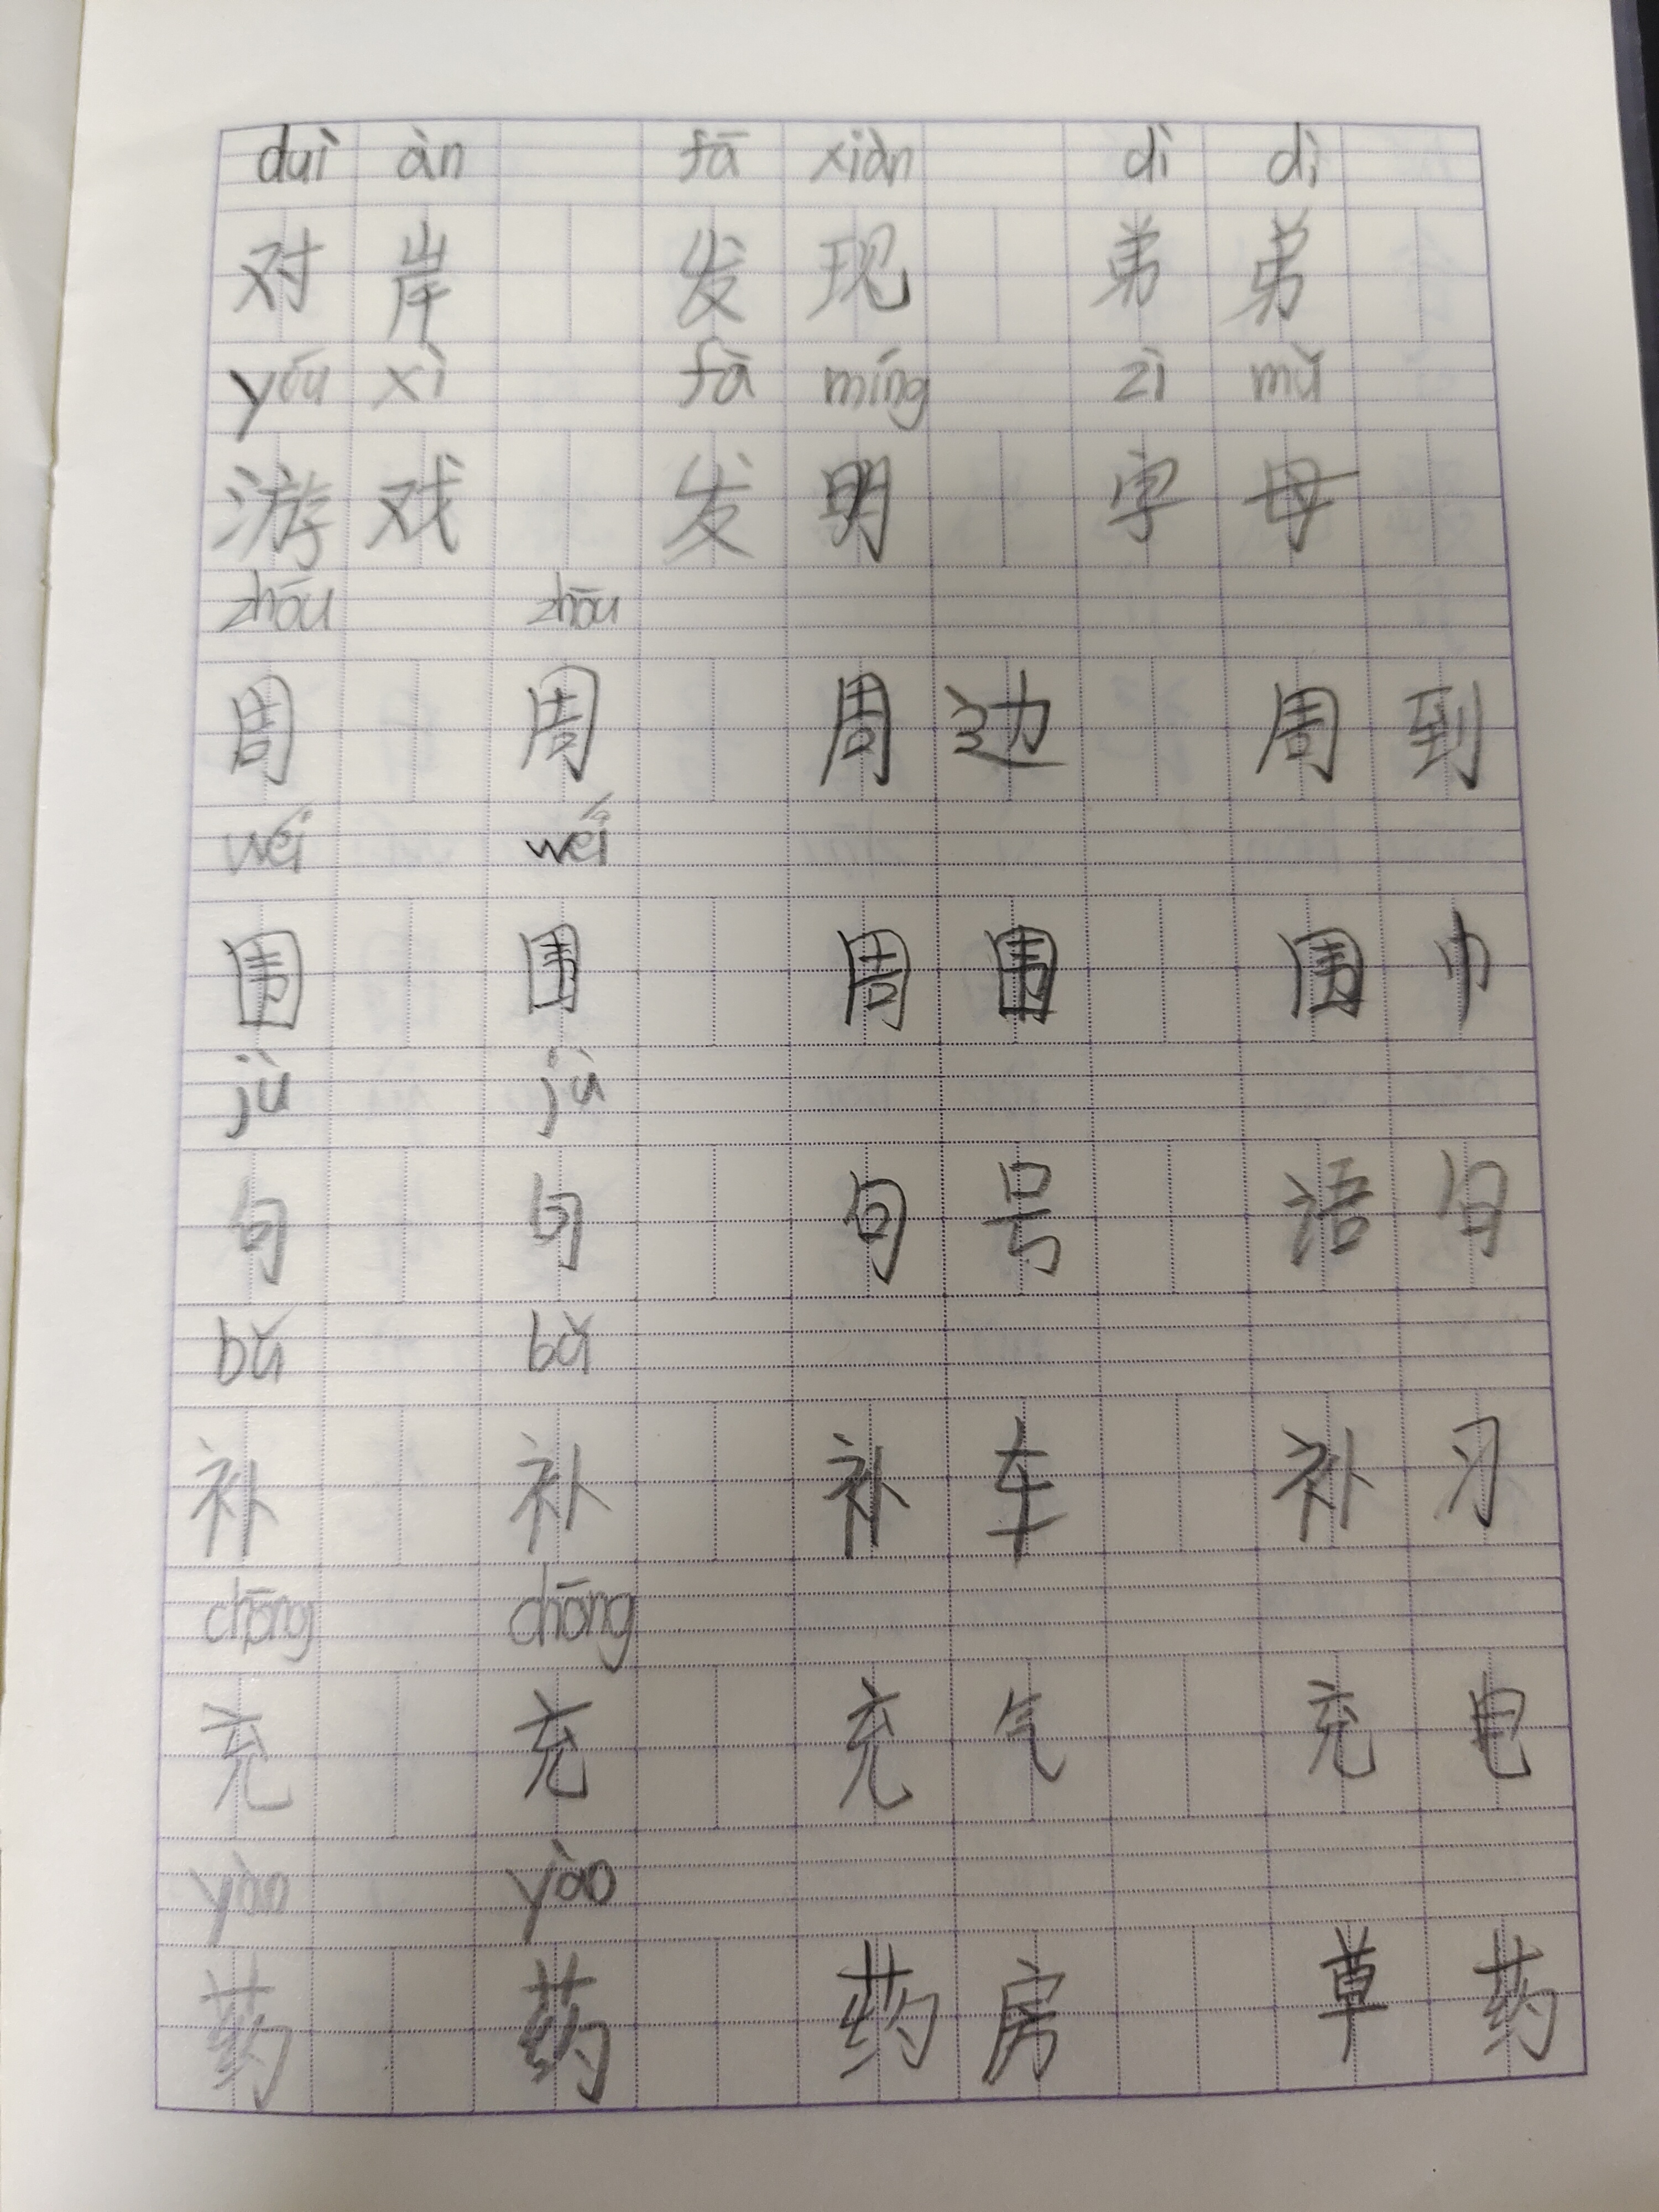 duì àn fā xiàn dì dì
对岸 发现 弟弟
yóu xì fā míng zì mǔ
游戏 发明 字母
zhōu zhōu
周 周 周边 周到
wéi wéi
围 围 周围 围巾
jù jù
句 句 句号 语句
bǔ bǔ
补 补 补车 补习
chōng chōng
充 充 充气 充电
yào yào
药 药 药房 草药